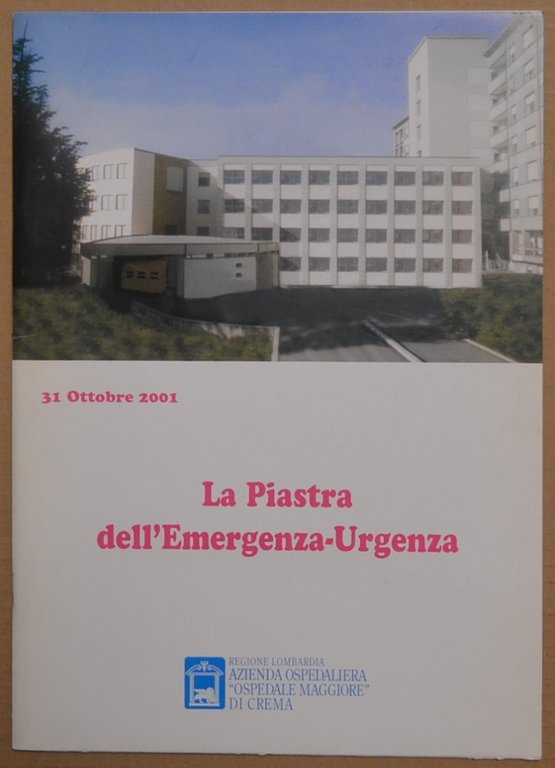 31 Ottobre 2001
La Piastra
dell'Emergenza-Urgenza
REGIONE LOMBARDIA
AZIENDA OSPEDALIERA
"OSPEDALE MAGGIORE"
DI CREMA